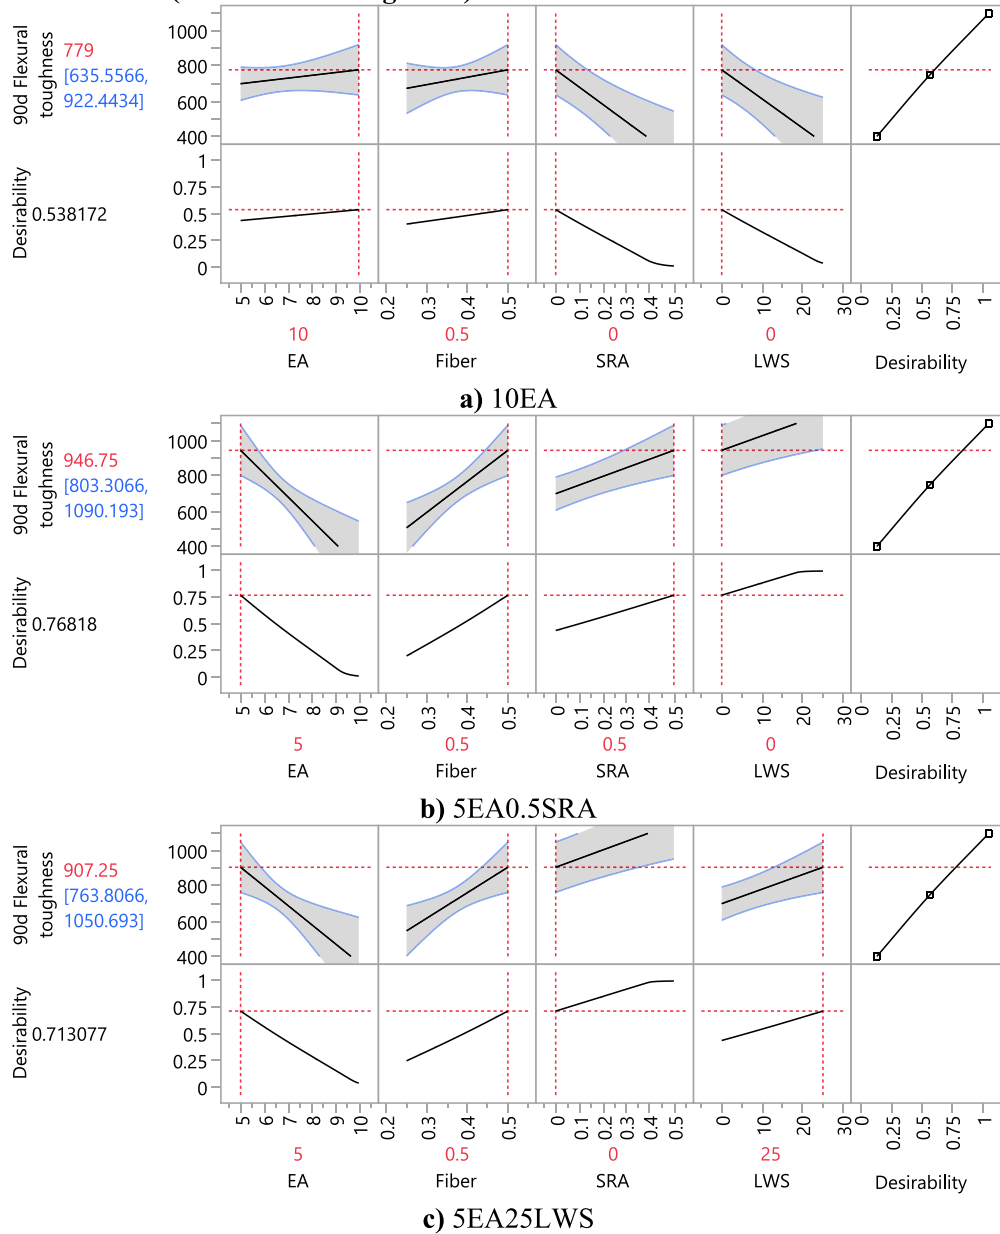 1000
800
600
400
90d Flexural
toughness
779
[635.5566,
922.4434]
1
0.75
0.5
0.25
0
Desirability
0.538172
5 6 7 8 9 10 0.2 0.3 0.4 0.5 0 0.1 0.2 0.3 0.4 0.5 0 10 20 30 0 0.25 0.5 0.75 1
10 0.5 0 0
EA Fiber SRA LWS Desirability
a) 10EA
1000
800
600
400
90d Flexural
toughness
946.75
[803.3066,
1090.193]
1
0.75
0.5
0.25
0
Desirability
0.76818
5 6 7 8 9 10 0.2 0.3 0.4 0.5 0 0.1 0.2 0.3 0.4 0.5 0 10 20 30 0 0.25 0.5 0.75 1
5 0.5 0.5 0
EA Fiber SRA LWS Desirability
b) 5EA0.5SRA
1000
800
600
400
90d Flexural
toughness
907.25
[763.8066,
1050.693]
1
0.75
0.5
0.25
0
Desirability
0.713077
5 6 7 8 9 10 0.2 0.3 0.4 0.5 0 0.1 0.2 0.3 0.4 0.5 0 10 20 30 0 0.25 0.5 0.75 1
5 0.5 0 25
EA Fiber SRA LWS Desirability
c) 5EA25LWS